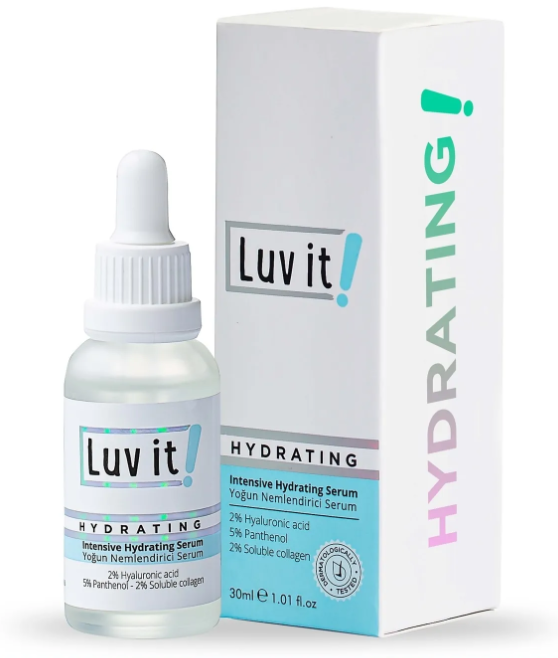 Luv it!
HYDRATING
Intensive Hydrating Serum
Yoğun Nemlendirici Serum
2% Hyaluronic acid
5% Panthenol - 2% Soluble collagen
Luv it!
HYDRATING
Intensive Hydrating Serum
Yoğun Nemlendirici Serum
2% Hyaluronic acid
5% Panthenol
2% Soluble collagen
DERMATOLOGICALLY
TESTED
30ml ℮ 1.01 fl.oz
HYDRATING!